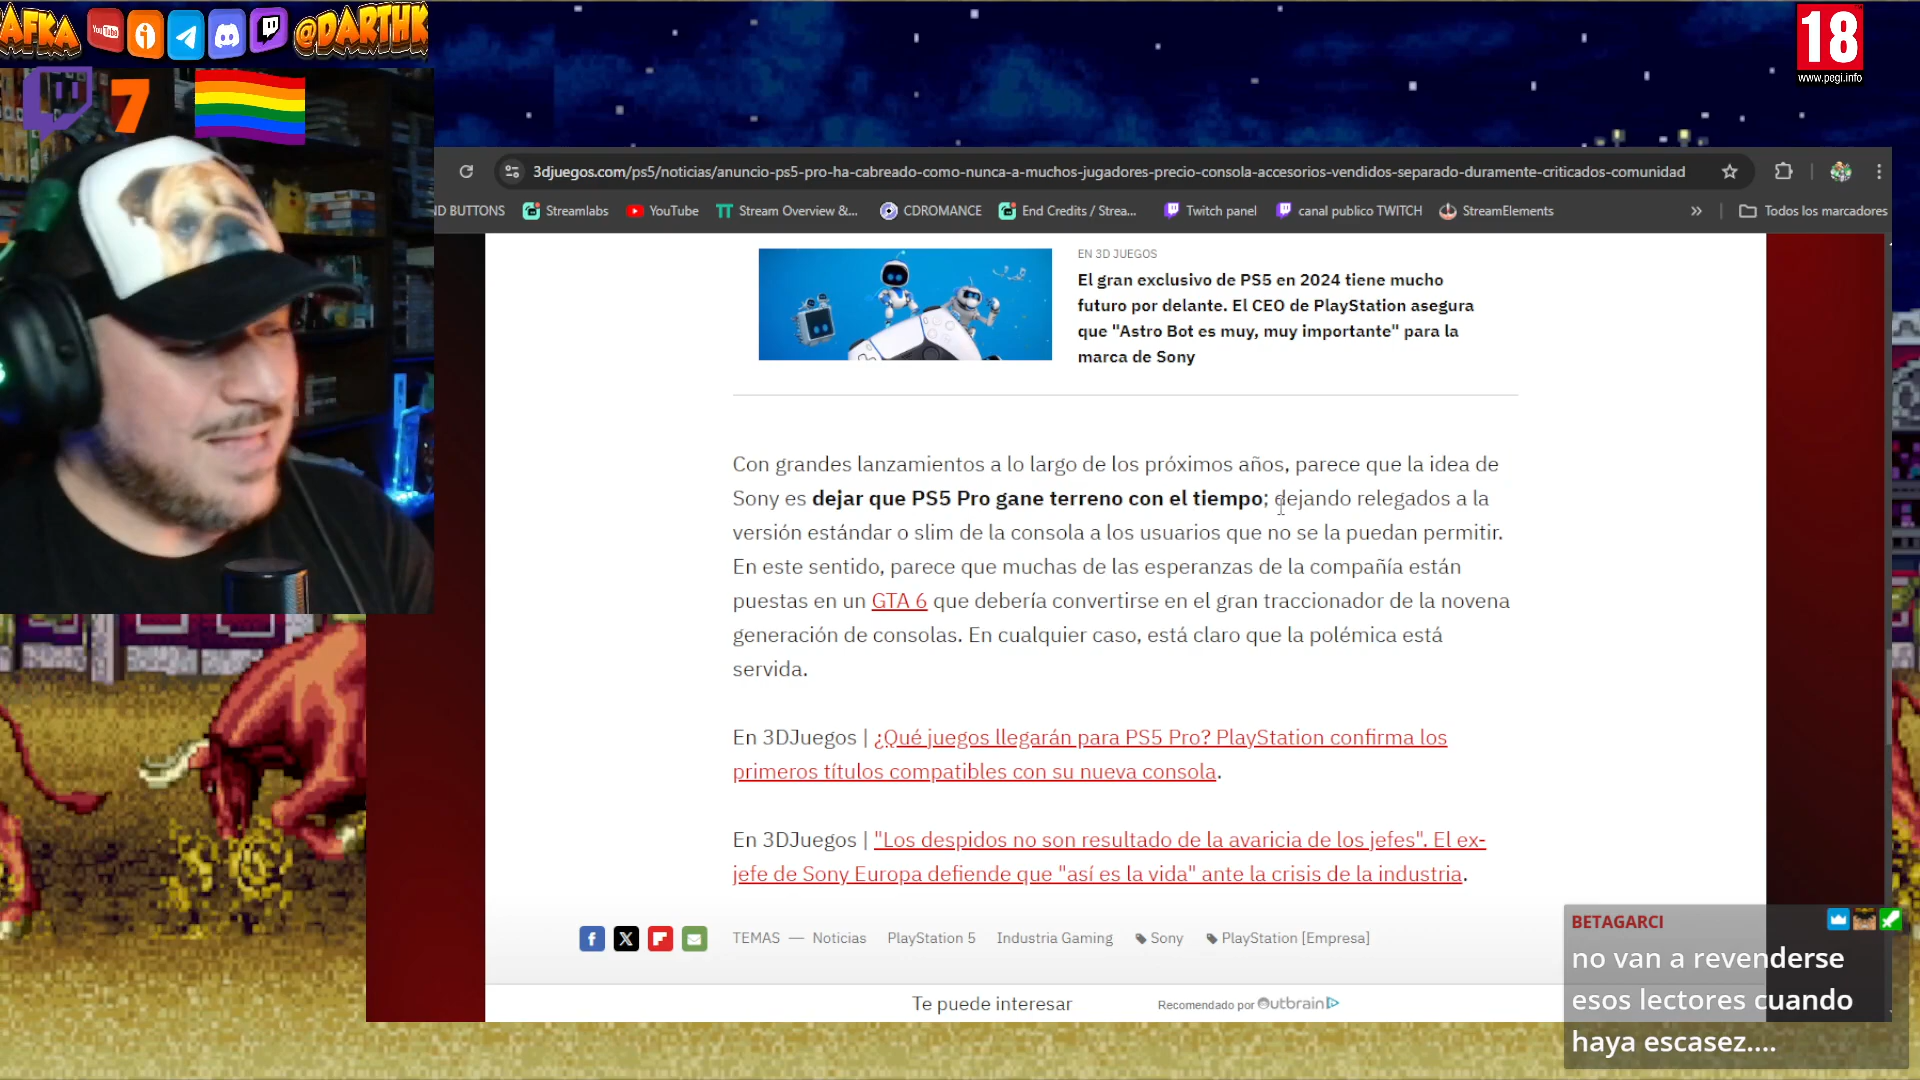 AFKA
YouTube
@DARTHK
18
www.pegi.info
7
3djuegos.com/ps5/noticias/anuncio-ps5-pro-ha-cabreado-como-nunca-a-muchos-jugadores-precio-consola-accesorios-vendidos-separado-duramente-criticados-comunidad
ND BUTTONS
Streamlabs
YouTube
Stream Overview &...
CDROMANCE
End Credits / Strea...
Twitch panel
canal publico TWITCH
StreamElements
»
Todos los marcadores
EN 3D JUEGOS
El gran exclusivo de PS5 en 2024 tiene mucho
futuro por delante. El CEO de PlayStation asegura
que "Astro Bot es muy, muy importante" para la
marca de Sony
Con grandes lanzamientos a lo largo de los próximos años, parece que la idea de
Sony es dejar que PS5 Pro gane terreno con el tiempo; dejando relegados a la
versión estándar o slim de la consola a los usuarios que no se la puedan permitir.
En este sentido, parece que muchas de las esperanzas de la compañía están
puestas en un GTA 6 que debería convertirse en el gran traccionador de la novena
generación de consolas. En cualquier caso, está claro que la polémica está
servida.
En 3DJuegos | ¿Qué juegos llegarán para PS5 Pro? PlayStation confirma los
primeros títulos compatibles con su nueva consola.
En 3DJuegos | "Los despidos no son resultado de la avaricia de los jefes". El ex-
jefe de Sony Europa defiende que "así es la vida" ante la crisis de la industria.
TEMAS — Noticias PlayStation 5 Industria Gaming Sony PlayStation [Empresa]
Te puede interesar
Recomendado por Outbrain
BETAGARCI
no van a revenderse
esos lectores cuando
haya escasez....